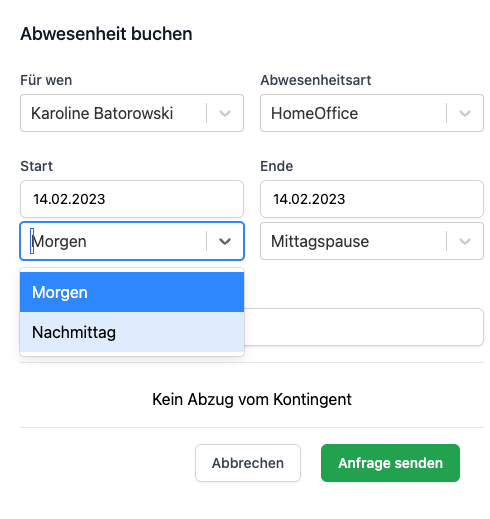 Abwesenheit buchen
Für wen Abwesenheitsart
Karoline Batorowski HomeOffice
Start Ende
14.02.2023 14.02.2023
Morgen Mittagspause
Morgen
Nachmittag
Kein Abzug vom Kontingent
Abbrechen Anfrage senden